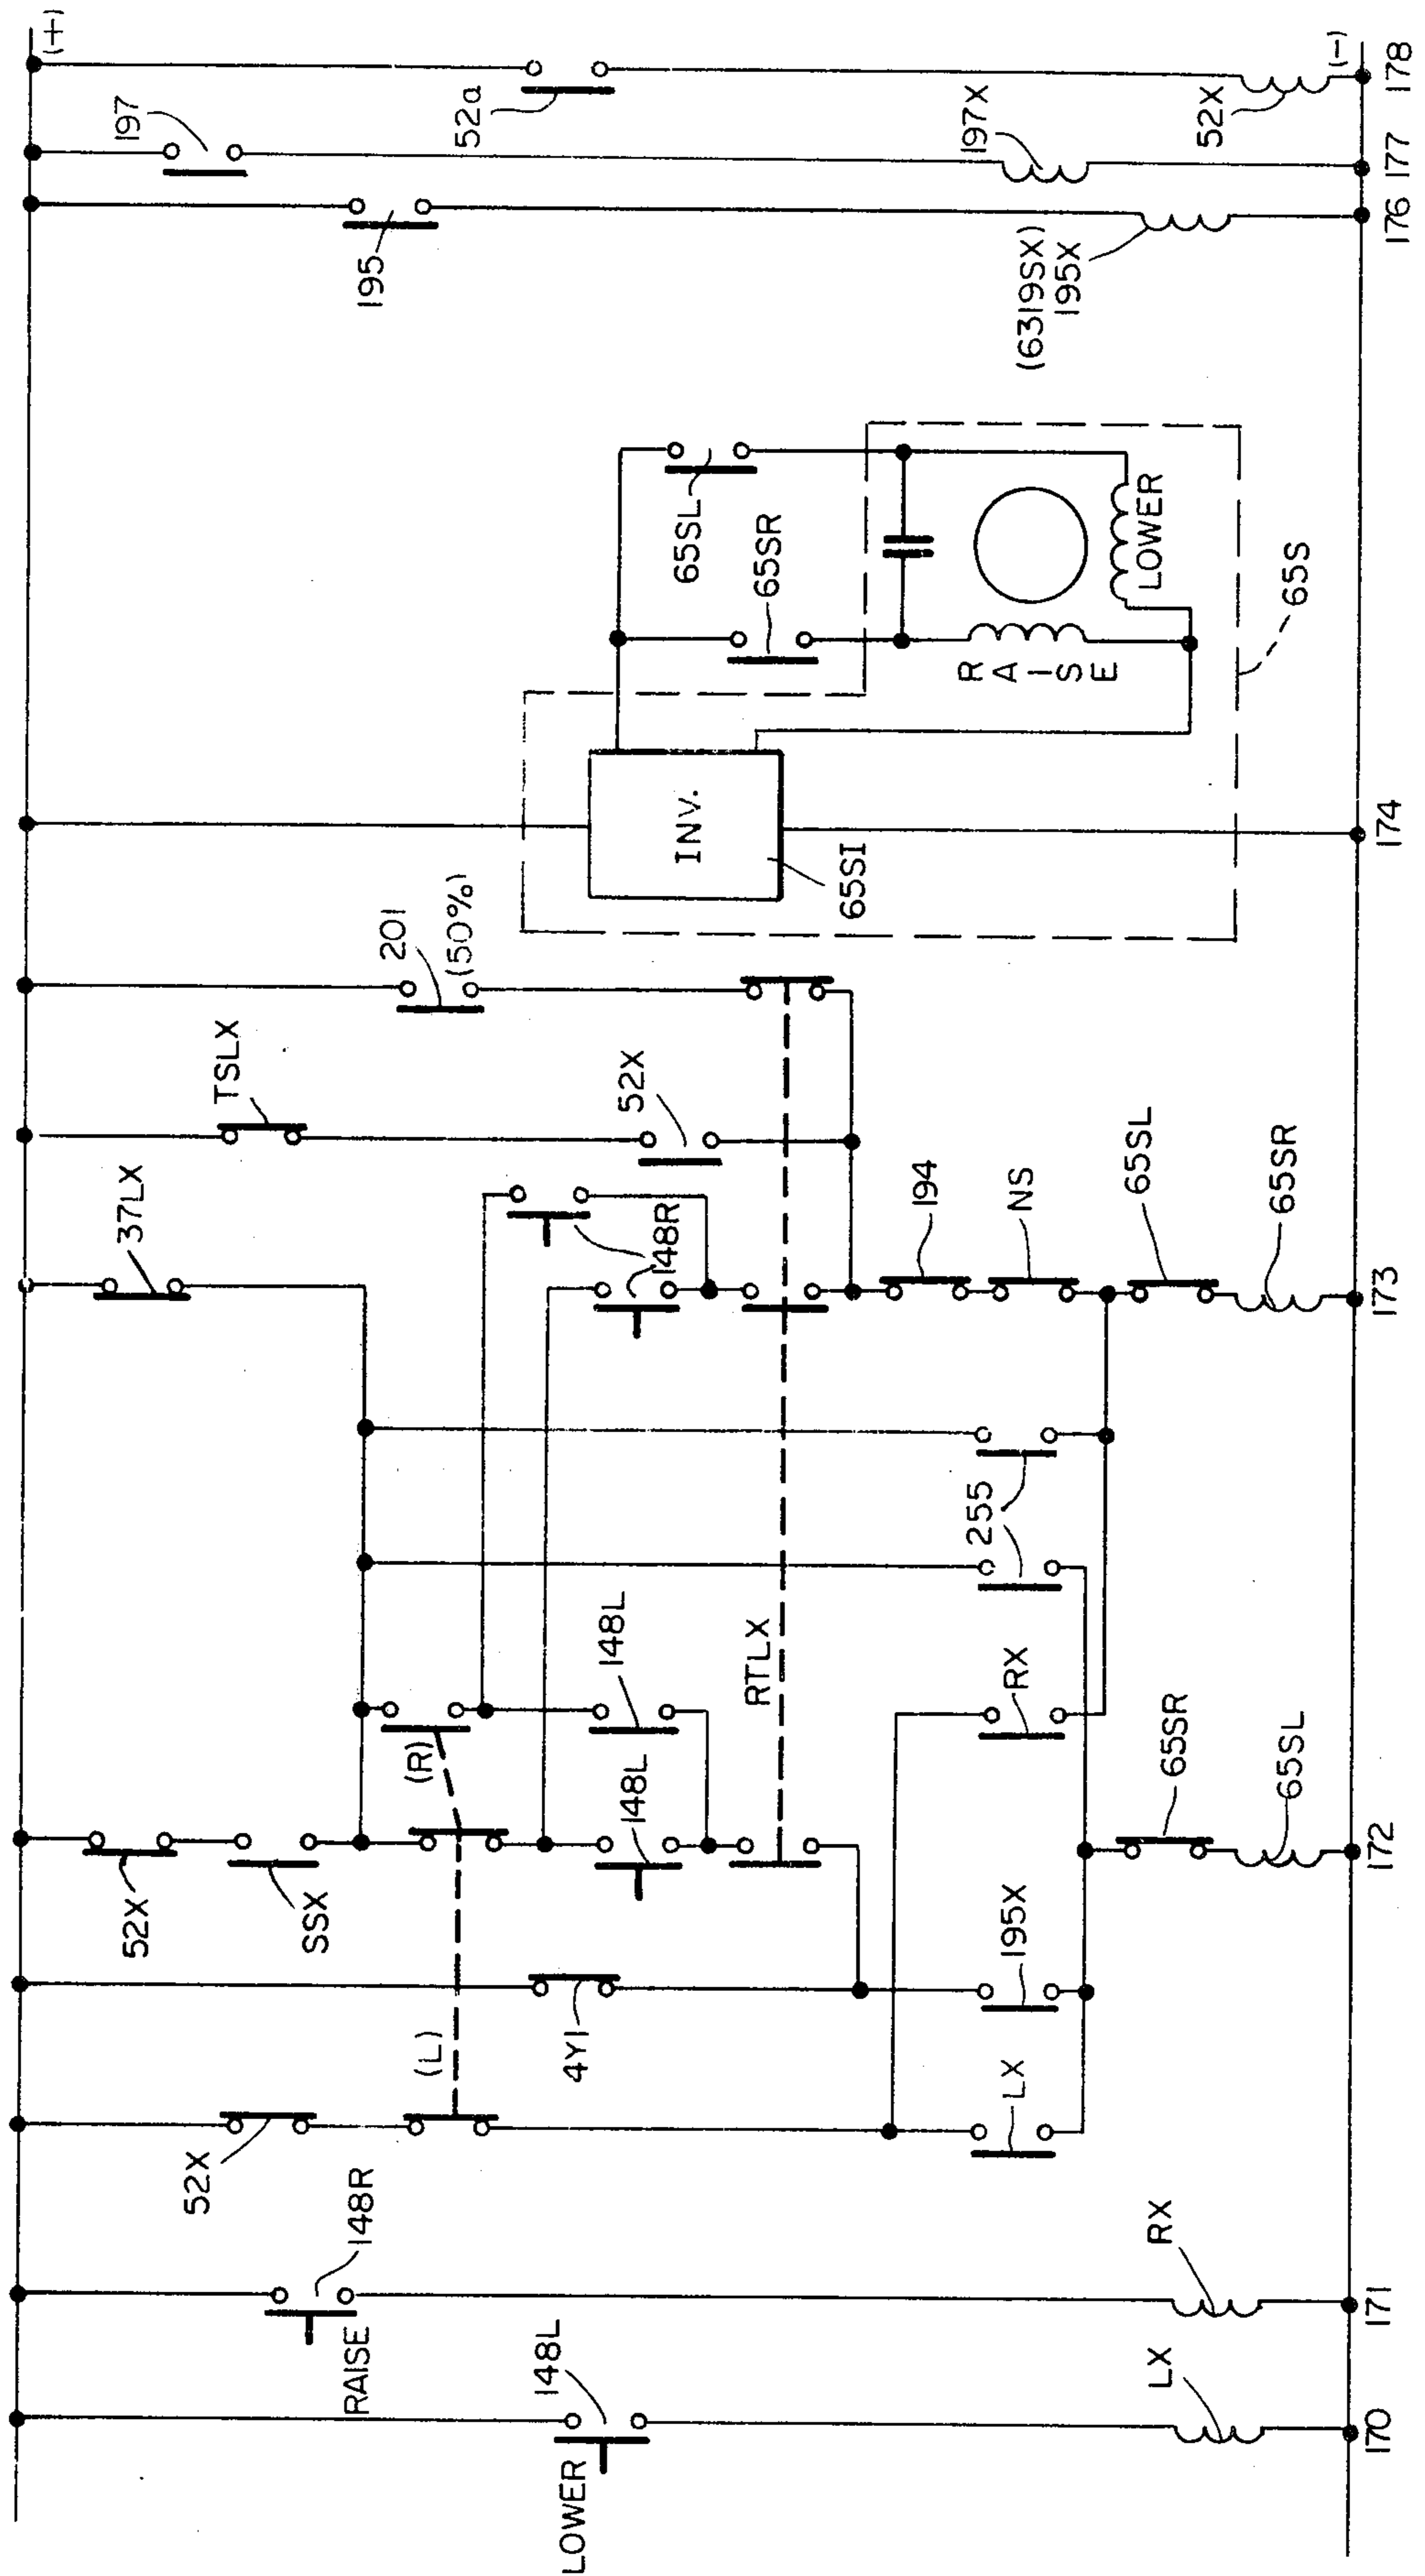 (+)
197
52a
195
197X
52X
(6319SX)
195X
(-)
178
177
176
65SL
65SR
RAISE
LOWER
65S
INV.
65SI
174
201
(50%)
TSLX
52X
37LX
148R
194
NS
65SL
65SR
173
255
148L
RTLX
RX
(R)
148L
65SR
65SL
52X
SSX
172
4Y1
195X
(L)
LX
52X
148R
RAISE
RX
171
148L
LOWER
LX
170